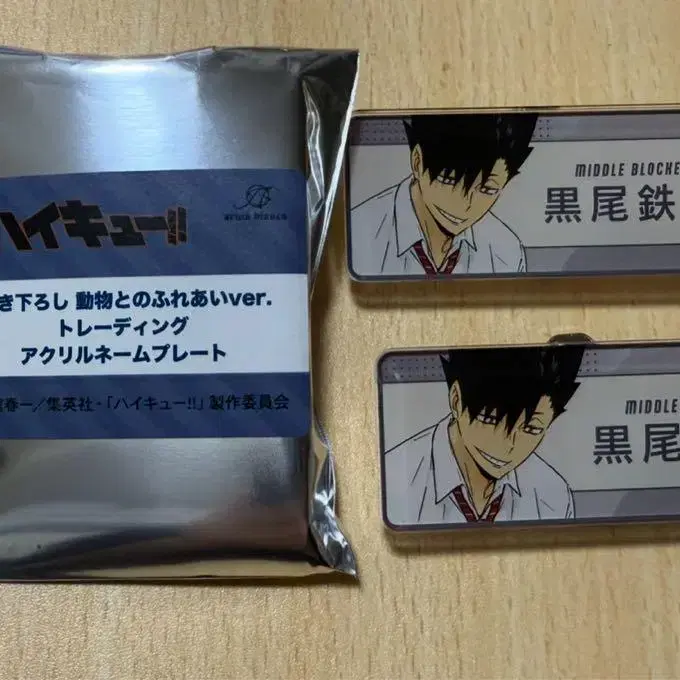 ハイキュー!!
き下ろし 動物とのふれあいver.
トレーディング
アクリルネームプレート
春一／集英社・「ハイキュー!!」製作委員会
MIDDLE BLOCKE
黒尾鉄
MIDDLE
黒尾